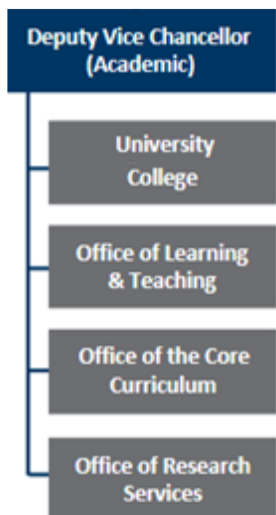 Deputy Vice Chancellor
(Academic)
University
College
Office of Learning
& Teaching
Office of the Core
Curriculum
Office of Research
Services